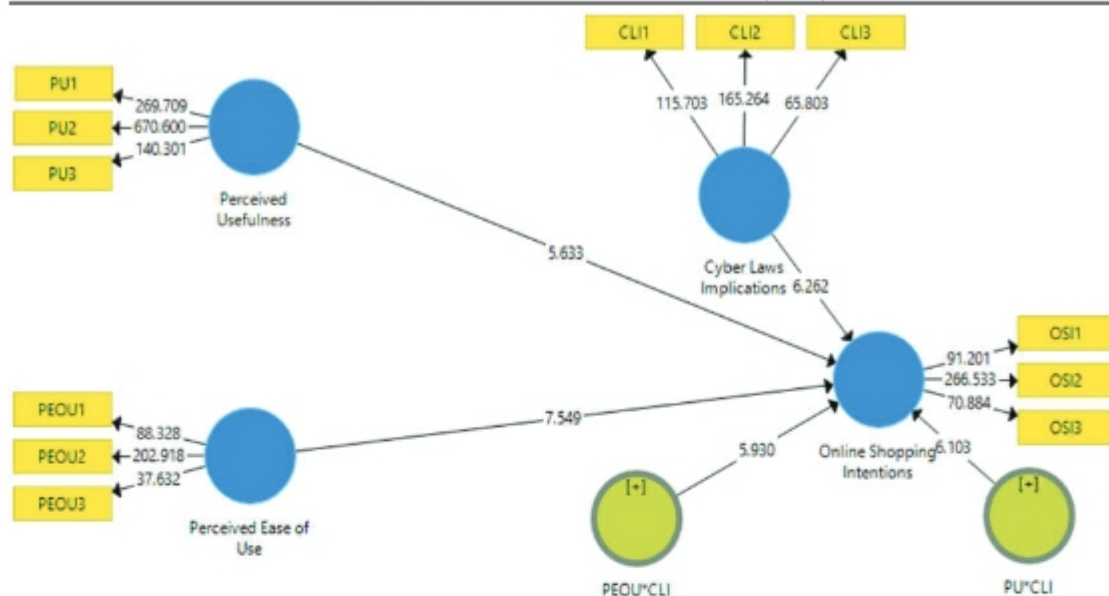 CLI1
CLI2
CLI3
PU1
PU2
PU3
269.709
670.600
140.301
115.703
165.264
65.803
Perceived
Usefulness
5.633
Cyber Laws
Implications
6.262
OSI1
OSI2
OSI3
91.201
266.533
70.884
PEOU1
PEOU2
PEOU3
88.328
202.918
37.632
7.549
Perceived Ease of
Use
Online Shopping
Intentions
5.930
6.103
[+]
PEOU*CLI
[+]
PU*CLI